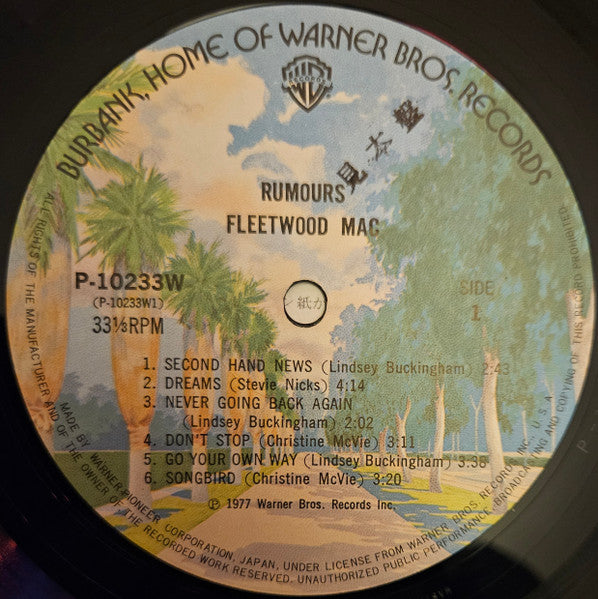 BURBANK, HOME OF WARNER BROS. RECORDS
RECORDS
見本盤
RUMOURS
FLEETWOOD MAC
P-10233W
(P-10233W1)
33⅓RPM
SIDE
1
1. SECOND HAND NEWS (Lindsey Buckingham) 2:43
2. DREAMS (Stevie Nicks) 4:14
3. NEVER GOING BACK AGAIN
(Lindsey Buckingham) 2:02
4. DON'T STOP (Christine McVie) 3:11
5. GO YOUR OWN WAY (Lindsey Buckingham) 3:38
6. SONGBIRD (Christine McVie) 3:20
℗ 1977 Warner Bros. Records Inc.
MADE BY WARNER-PIONEER CORPORATION, JAPAN, UNDER LICENSE FROM WARNER BROS. RECORDS INC., U.S.A.
ALL RIGHTS OF THE MANUFACTURER AND OF THE OWNER OF THE RECORDED WORK RESERVED. UNAUTHORIZED PUBLIC PERFORMANCE, BROADCASTING AND COPYING OF THIS RECORD PROHIBITED.